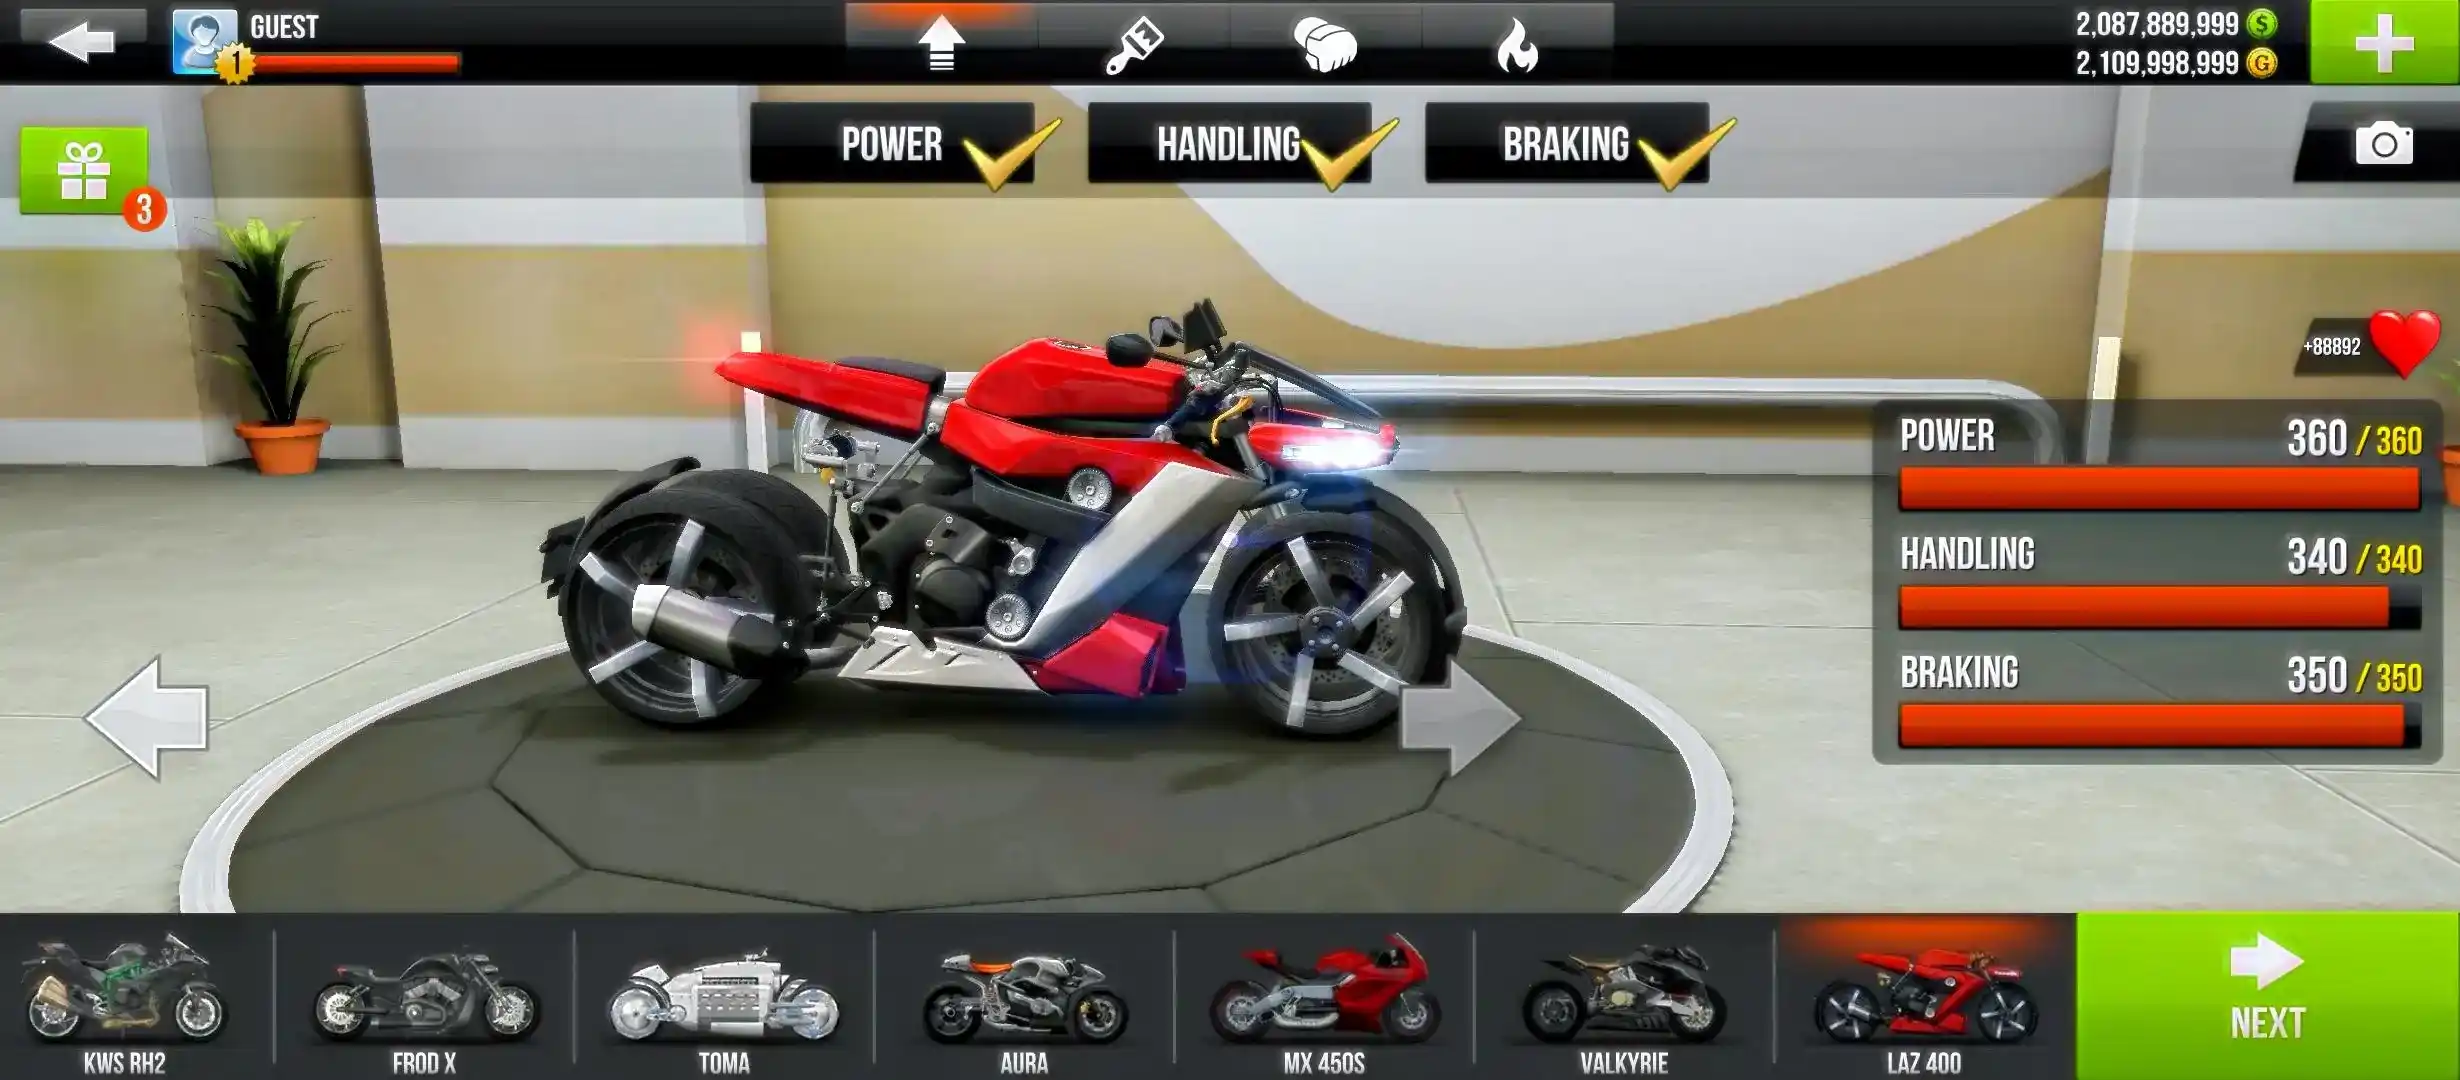 GUEST
1
2,087,889,999 $
2,109,998,999 G
POWER
HANDLING
BRAKING
3
+88892
POWER 360 / 360
HANDLING 340 / 340
BRAKING 350 / 350
KWS RH2
FROD X
TOMA
AURA
MX 450S
VALKYRIE
LAZ 400
NEXT